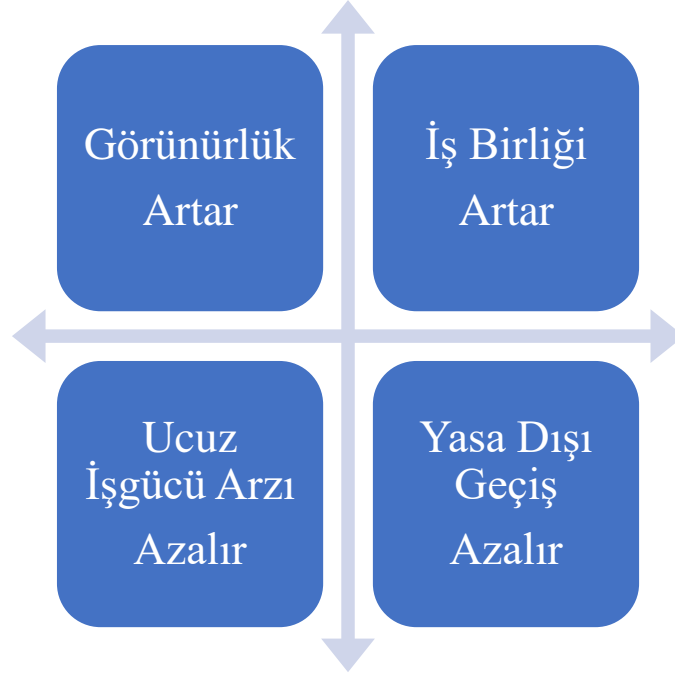 Görünürlük
Artar
İş Birliği
Artar
Ucuz
İşgücü Arzı
Azalır
Yasa Dışı
Geçiş
Azalır